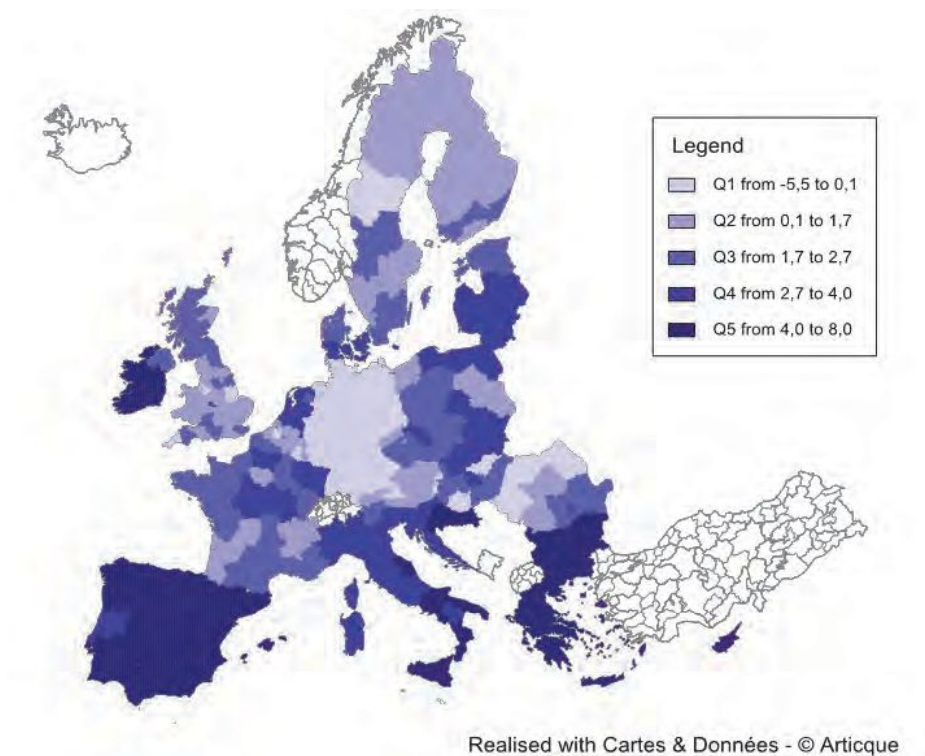 Legend
Q1 from -5,5 to 0,1
Q2 from 0,1 to 1,7
Q3 from 1,7 to 2,7
Q4 from 2,7 to 4,0
Q5 from 4,0 to 8,0
Realised with Cartes & Données - © Articque